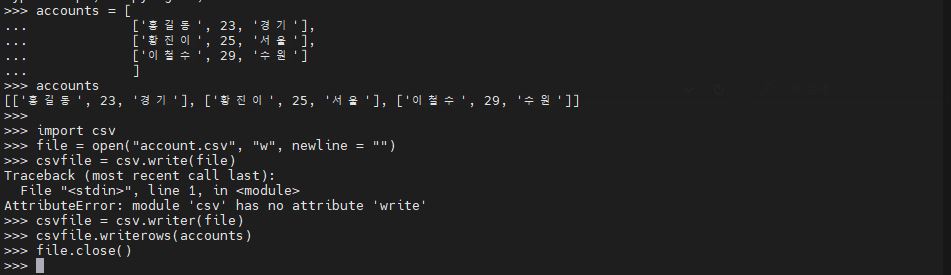 >>> accounts = [
...             ['홍길동', 23, '경기'],
...             ['황진이', 25, '서울'],
...             ['이철수', 29, '수원']
...             ]
>>> accounts
[['홍길동', 23, '경기'], ['황진이', 25, '서울'], ['이철수', 29, '수원']]
>>>
>>> import csv
>>> file = open("account.csv", "w", newline = "")
>>> csvfile = csv.write(file)
Traceback (most recent call last):
  File "<stdin>", line 1, in <module>
AttributeError: module 'csv' has no attribute 'write'
>>> csvfile = csv.writer(file)
>>> csvfile.writerows(accounts)
>>> file.close()
>>>